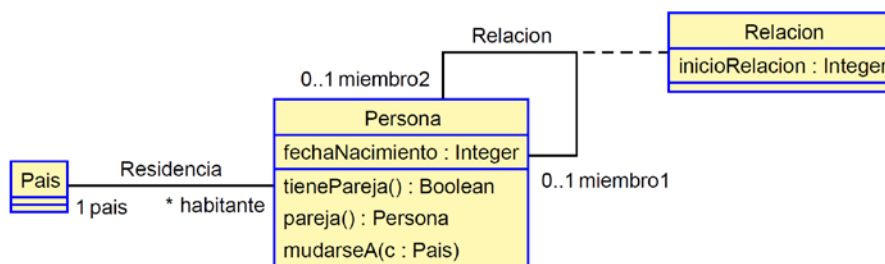 Relacion
inicioRelacion : Integer
Relacion
0..1 miembro2
Persona
fechaNacimiento : Integer
tienePareja() : Boolean
pareja() : Persona
mudarseA(c : Pais)
0..1 miembro1
Pais
Residencia
1 pais
* habitante